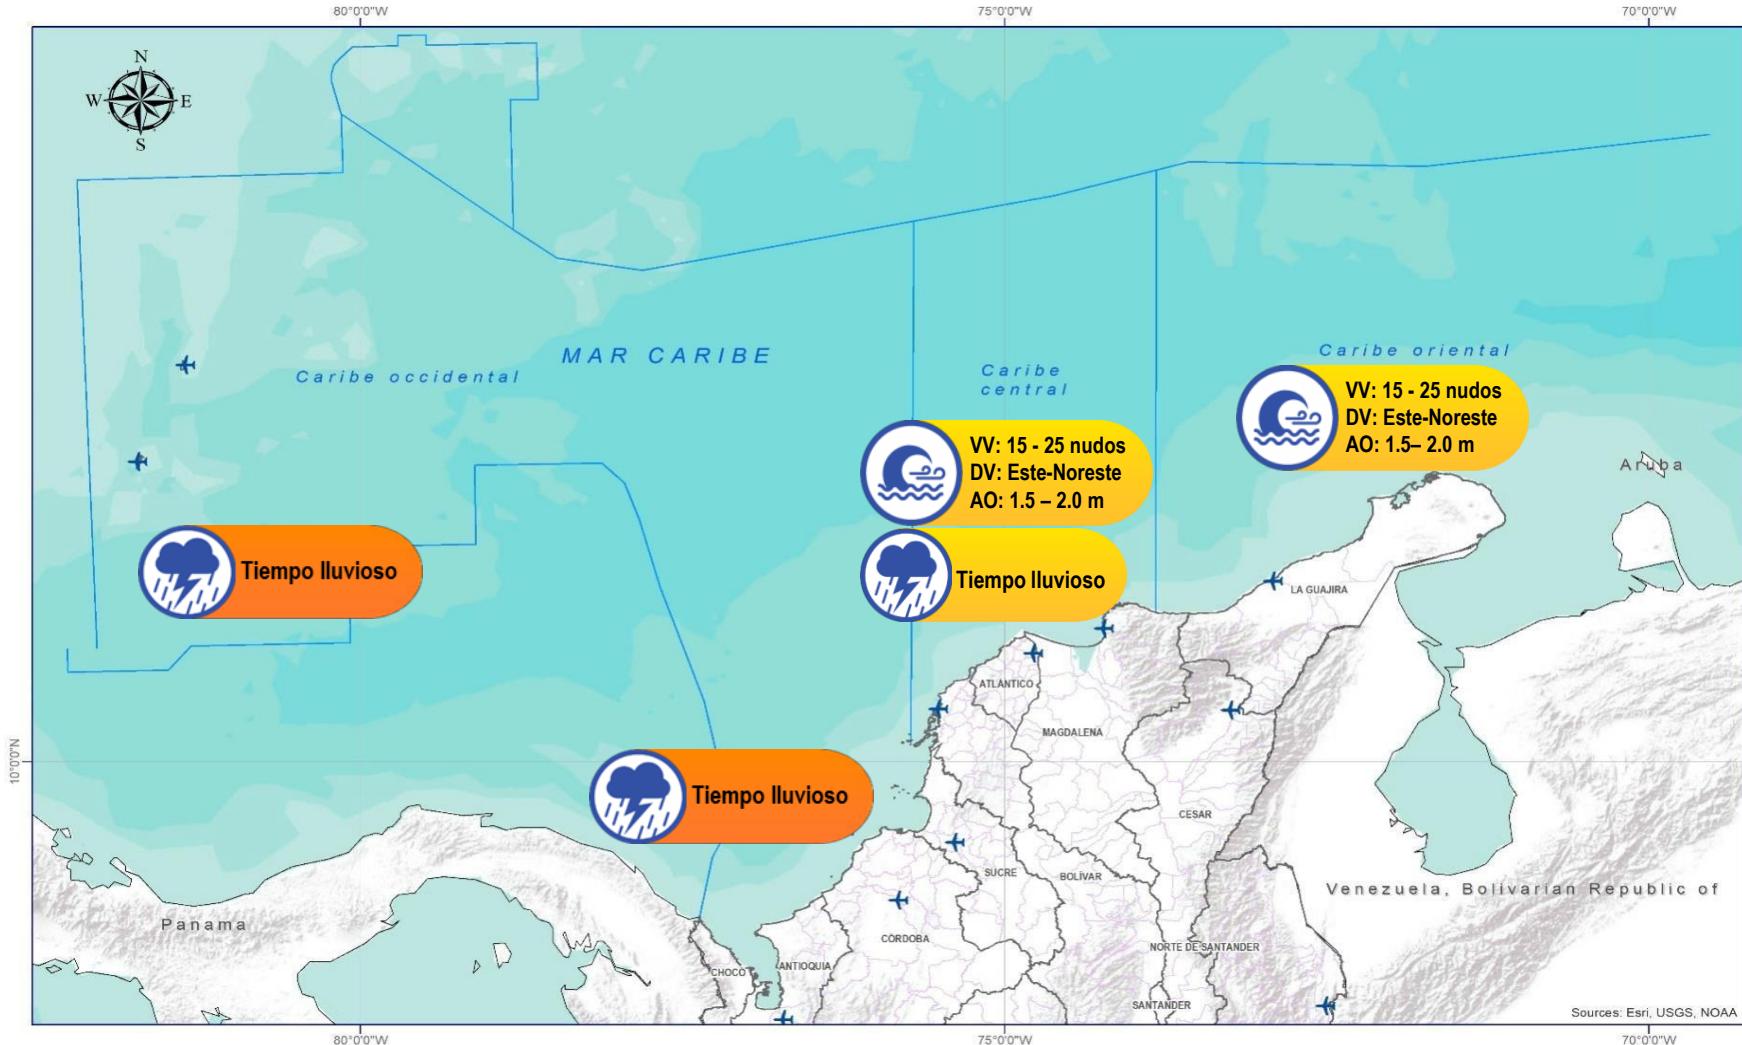 80°0'0"W
75°0'0"W
70°0'0"W
N
W
E
S
MAR CARIBE
Caribe occidental
Caribe
central
Caribe oriental
VV: 15 - 25 nudos
DV: Este-Noreste
AO: 1.5– 2.0 m
VV: 15 - 25 nudos
DV: Este-Noreste
AO: 1.5 – 2.0 m
Aruba
Tiempo lluvioso
Tiempo lluvioso
LA GUAJIRA
ATLÁNTICO
MAGDALENA
10°0'0"N
Tiempo lluvioso
CESAR
SUCRE
BOLÍVAR
Venezuela, Bolivarian Republic of
Panama
CÓRDOBA
NORTE DE SANTANDER
CHOCÓ
ANTIOQUIA
SANTANDER
Sources: Esri, USGS, NOAA
80°0'0"W
75°0'0"W
70°0'0"W